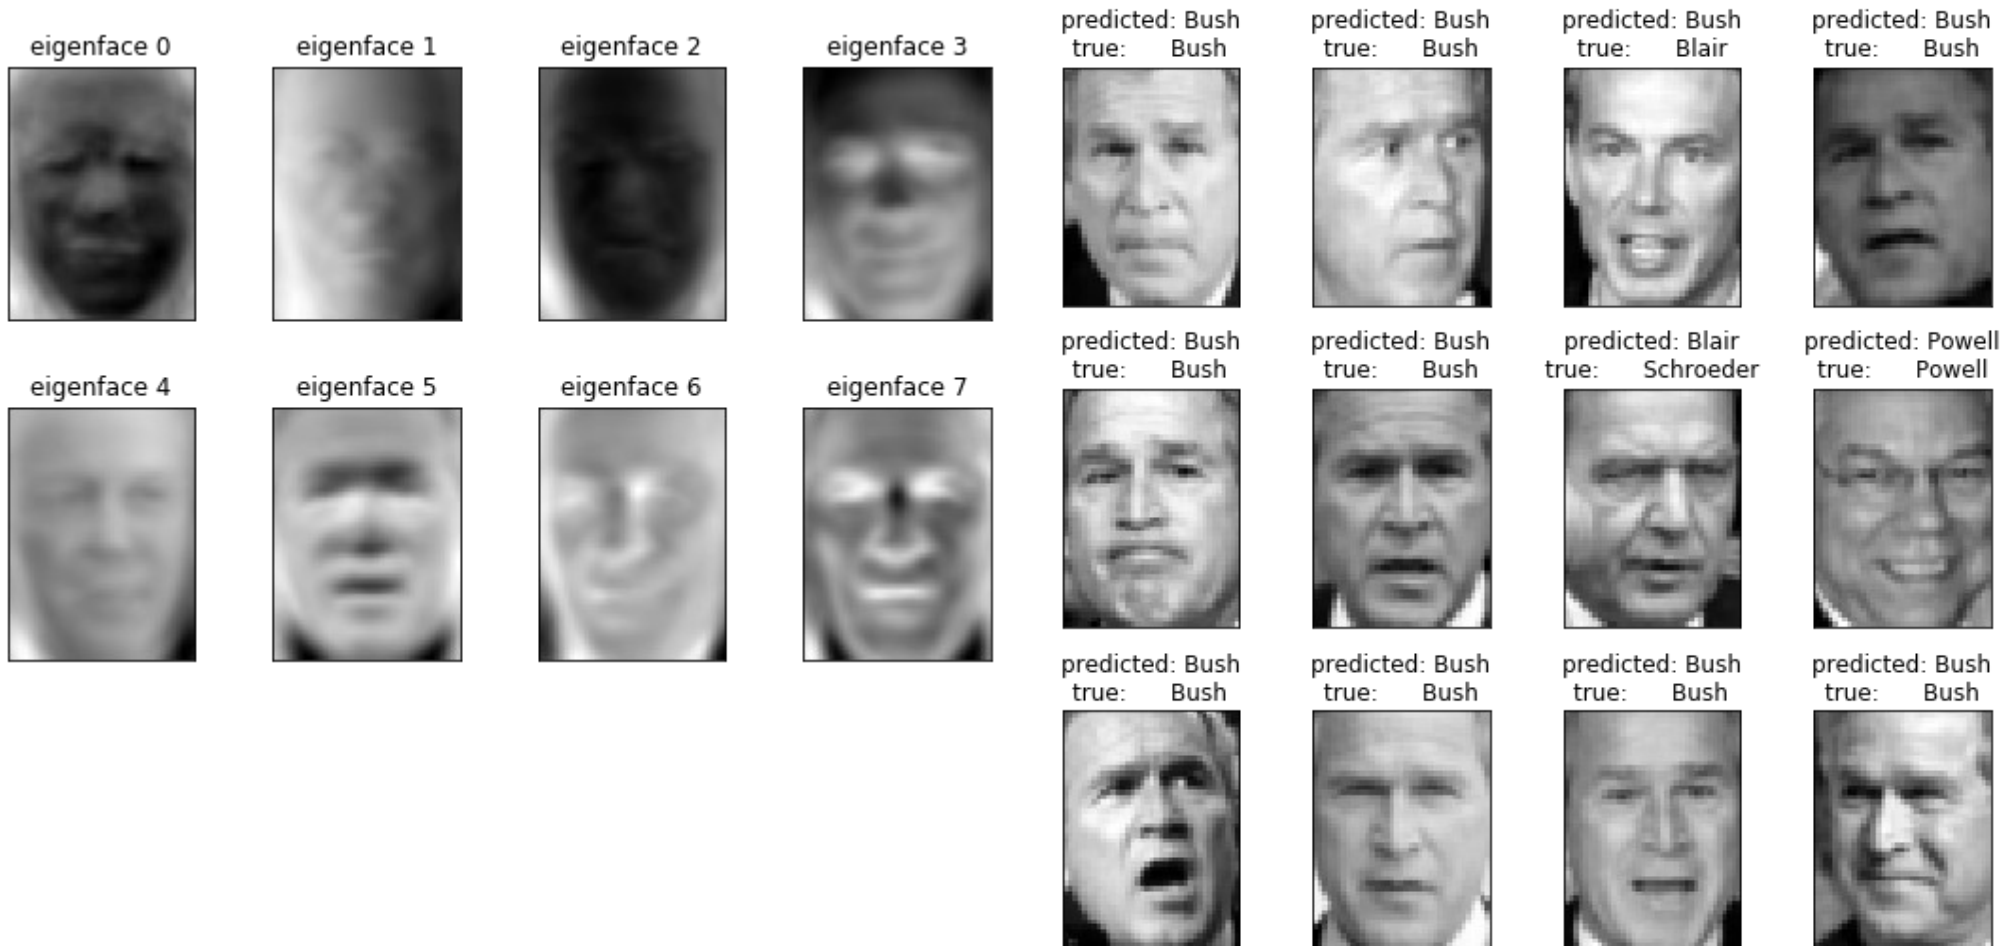 eigenface 0
eigenface 1
eigenface 2
eigenface 3
eigenface 4
eigenface 5
eigenface 6
eigenface 7
predicted: Bush
true: Bush
predicted: Bush
true: Bush
predicted: Bush
true: Blair
predicted: Bush
true: Bush
predicted: Bush
true: Bush
predicted: Bush
true: Bush
predicted: Blair
true: Schroeder
predicted: Powell
true: Powell
predicted: Bush
true: Bush
predicted: Bush
true: Bush
predicted: Bush
true: Bush
predicted: Bush
true: Bush